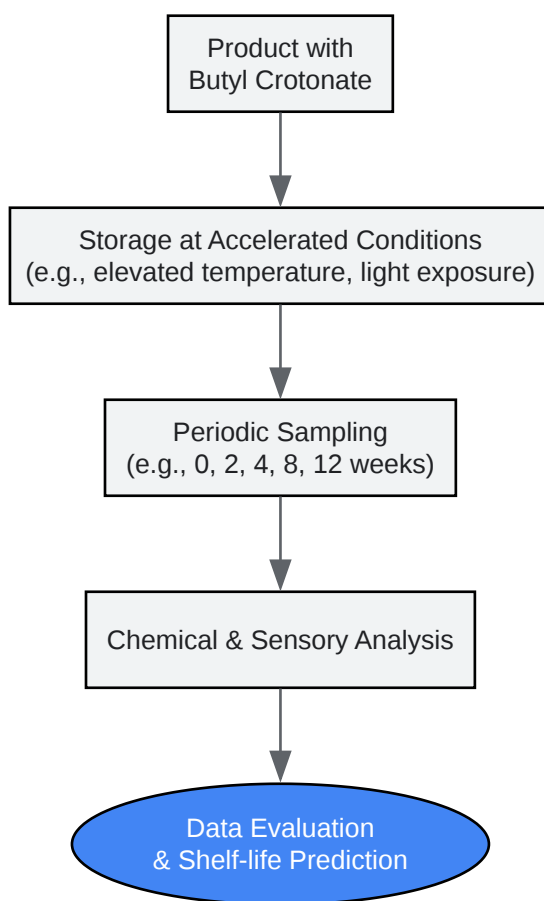 Product with
Butyl Crotonate
Storage at Accelerated Conditions
(e.g., elevated temperature, light exposure)
Periodic Sampling
(e.g., 0, 2, 4, 8, 12 weeks)
Chemical & Sensory Analysis
Data Evaluation
& Shelf-life Prediction